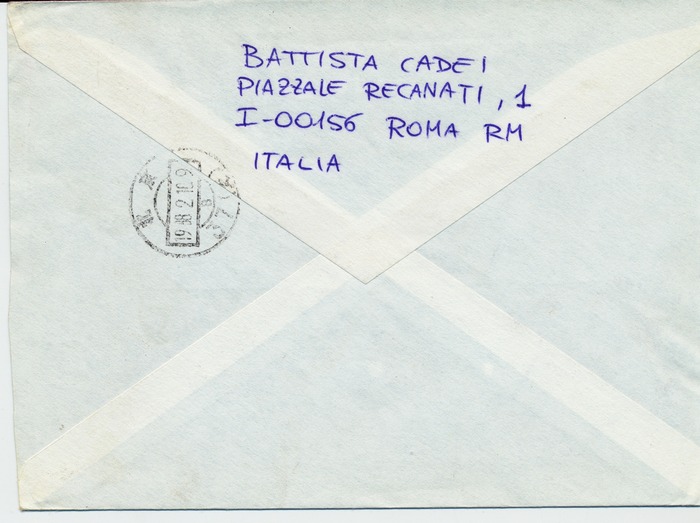 BATTISTA CADEI
PIAZZALE RECANATI, 1
I-00156 ROMA RM
ITALIA